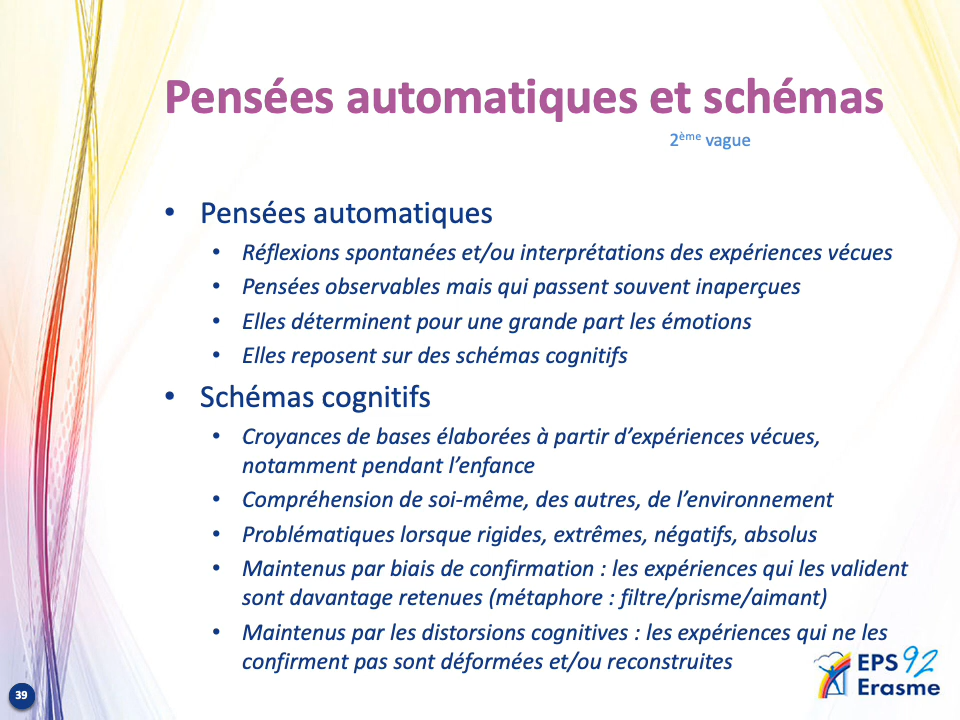 Pensées automatiques et schémas
2ème vague
• Pensées automatiques
• Réflexions spontanées et/ou interprétations des expériences vécues
• Pensées observables mais qui passent souvent inaperçues
• Elles déterminent pour une grande part les émotions
• Elles reposent sur des schémas cognitifs
• Schémas cognitifs
• Croyances de bases élaborées à partir d’expériences vécues,
notamment pendant l’enfance
• Compréhension de soi-même, des autres, de l’environnement
• Problématiques lorsque rigides, extrêmes, négatifs, absolus
• Maintenus par biais de confirmation : les expériences qui les valident
sont davantage retenues (métaphore : filtre/prisme/aimant)
• Maintenus par les distorsions cognitives : les expériences qui ne les
confirment pas sont déformées et/ou reconstruites
EPS 92
Erasme
39